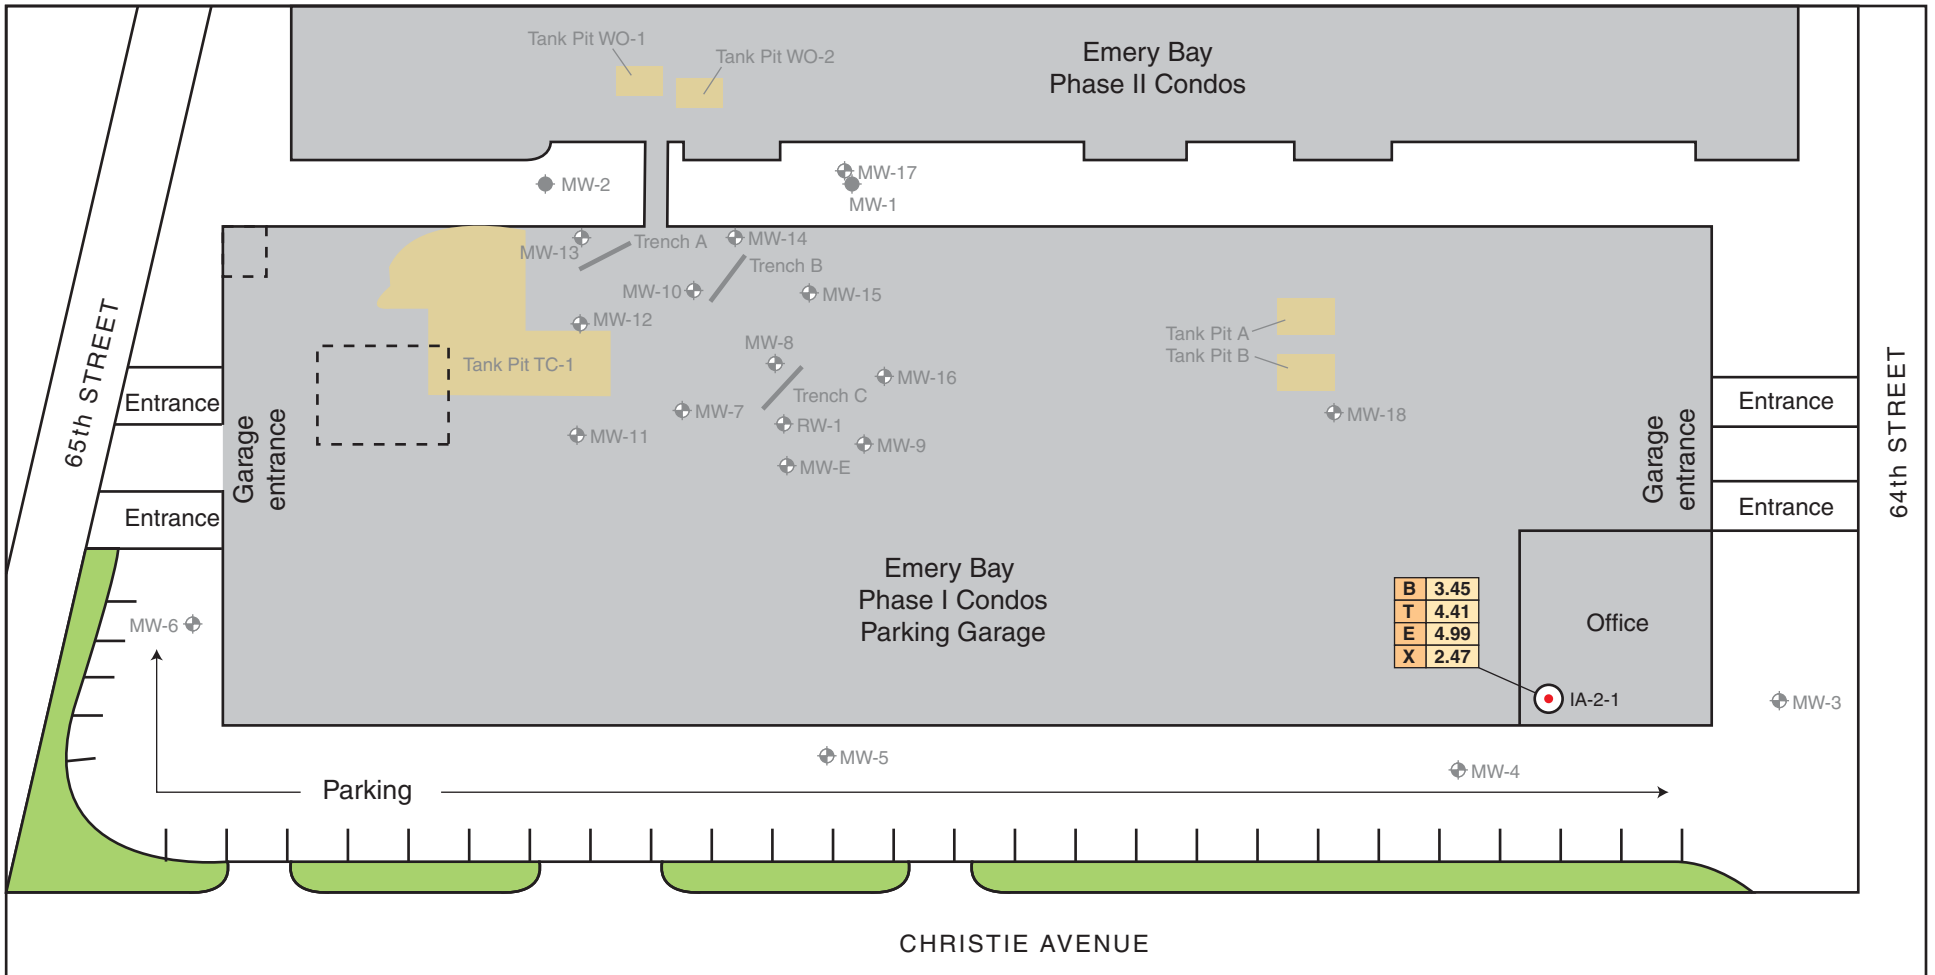 Tank Pit WO-1
Tank Pit WO-2
Emery Bay
Phase II Condos
MW-2
MW-17
MW-1
MW-13
Trench A
MW-14
Trench B
MW-10
MW-15
MW-12
MW-8
Tank Pit TC-1
MW-16
Trench C
MW-7
RW-1
MW-11
MW-9
MW-E
Tank Pit A
Tank Pit B
MW-18
65th STREET
Entrance
Entrance
Garage
entrance
Garage
entrance
Entrance
Entrance
64th STREET
Emery Bay
Phase I Condos
Parking Garage
B 3.45
T 4.41
E 4.99
X 2.47
Office
IA-2-1
MW-6
MW-3
MW-5
MW-4
Parking
CHRISTIE AVENUE